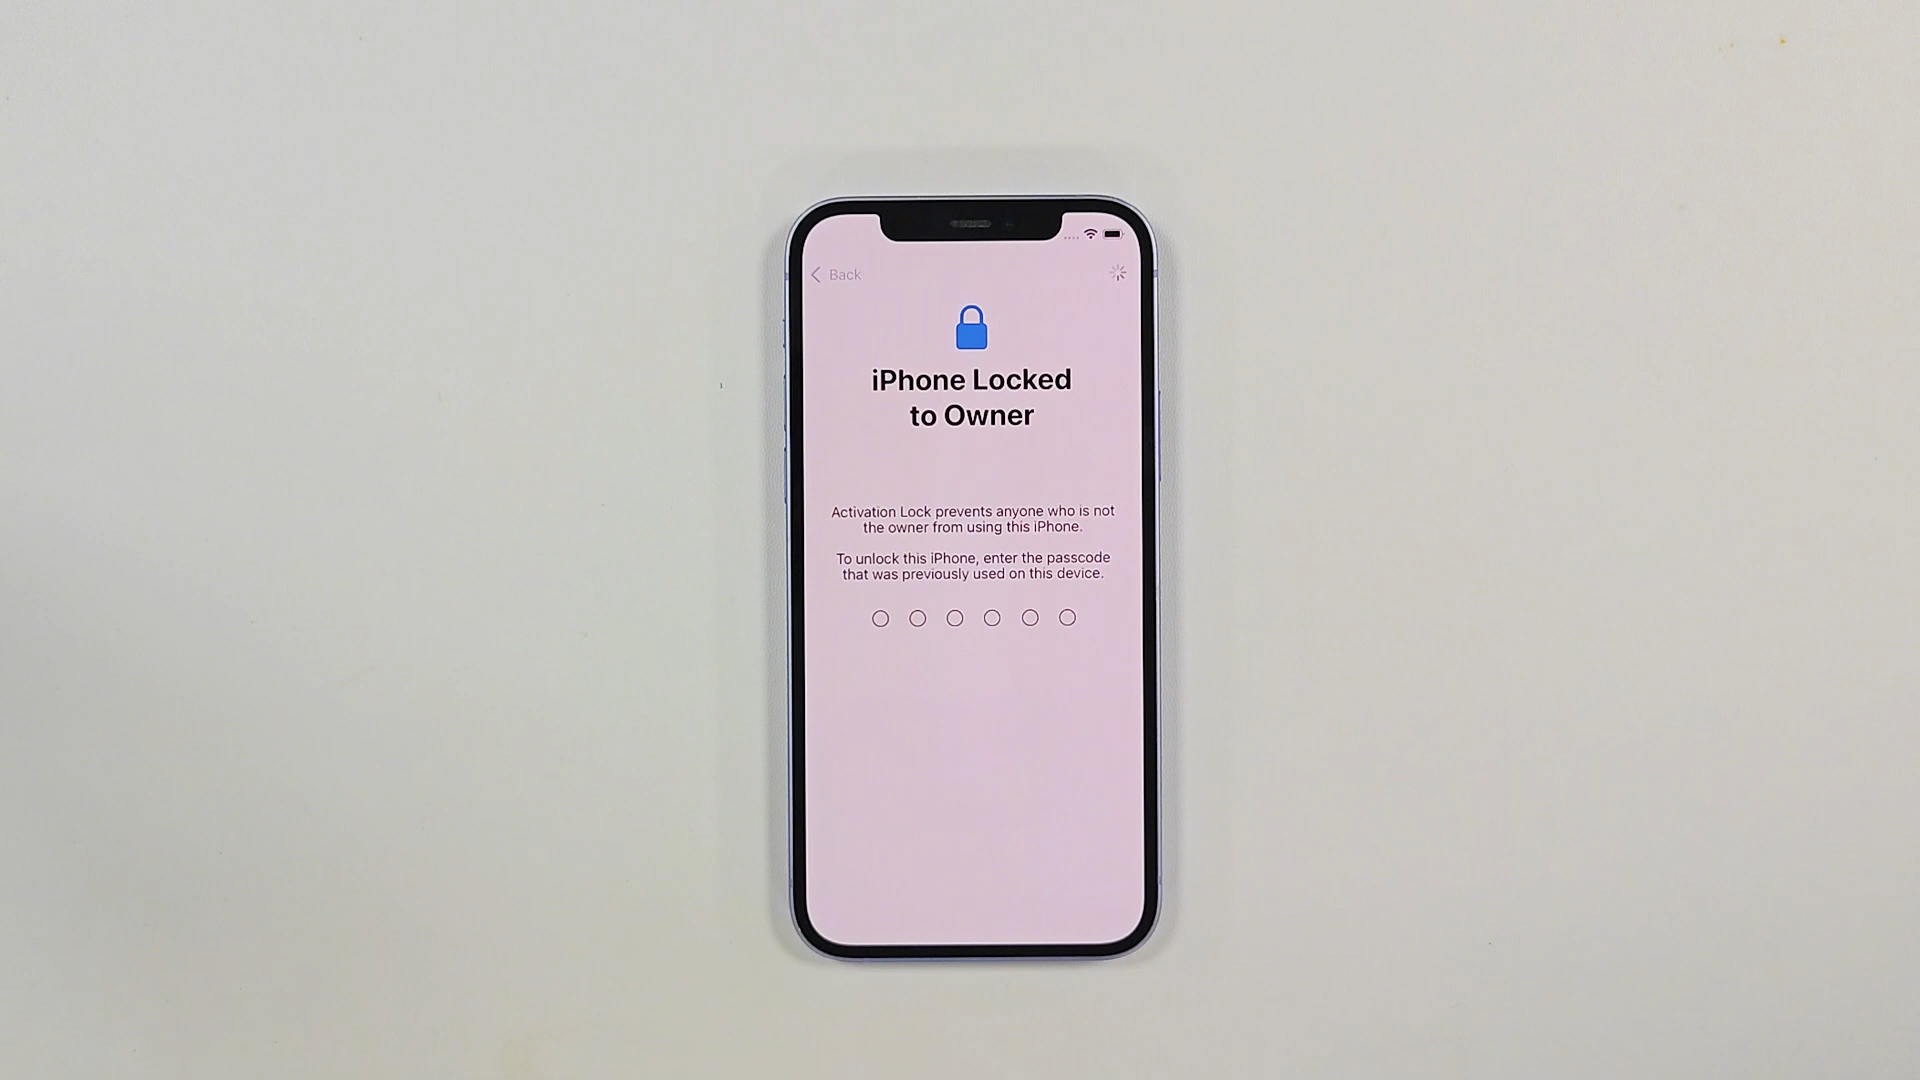 Back
iPhone Locked
to Owner
Activation Lock prevents anyone who is not
the owner from using this iPhone.
To unlock this iPhone, enter the passcode
that was previously used on this device.